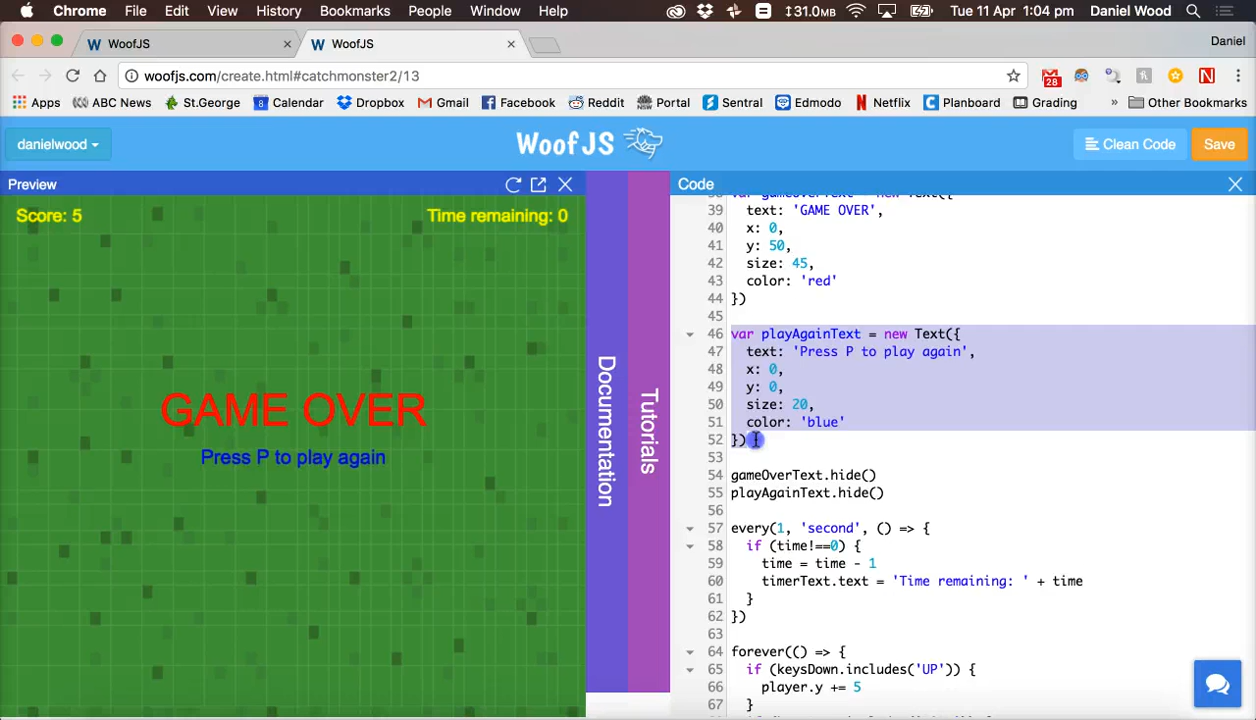 Chrome File Edit View History Bookmarks People Window Help 31.0mb Tue 11 Apr 1:04 pm Daniel Wood
WoofJS × WoofJS × Daniel
woofjs.com/create.html#catchmonster2/13
28
Apps ABC News St.George 8 Calendar Dropbox Gmail Facebook Reddit Portal Sentral Edmodo Netflix Planboard Grading » Other Bookmarks
danielwood WoofJS Clean Code Save
Preview
Score: 5 Time remaining: 0
GAME OVER
Press P to play again
Documentation
Tutorials
Code
39 text: 'GAME OVER',
40 x: 0,
41 y: 50,
42 size: 45,
43 color: 'red'
44 })
45
46 var playAgainText = new Text({
47 text: 'Press P to play again',
48 x: 0,
49 y: 0,
50 size: 20,
51 color: 'blue'
52 })
53
54 gameOverText.hide()
55 playAgainText.hide()
56
57 every(1, 'second', () => {
58 if (time!==0) {
59 time = time - 1
60 timerText.text = 'Time remaining: ' + time
61 }
62 })
63
64 forever(() => {
65 if (keysDown.includes('UP')) {
66 player.y += 5
67 }